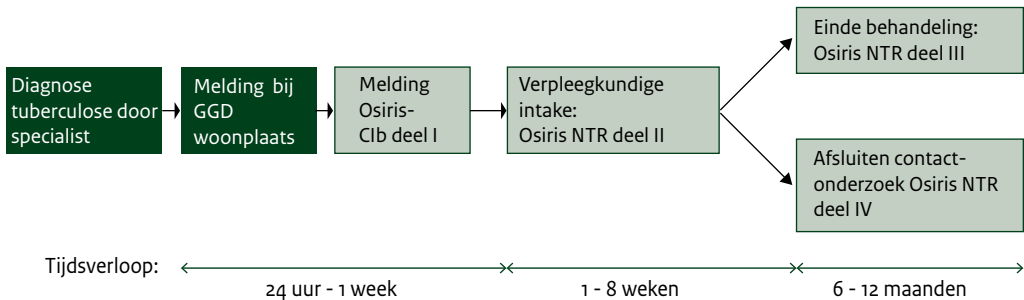 Diagnose
tuberculose door
specialist
Melding bij
GGD
woonplaats
Melding
Osiris-
CIb deel I
Verpleegkundige
intake:
Osiris NTR deel II
Einde behandeling:
Osiris NTR deel III
Afsluiten contact-
onderzoek Osiris NTR
deel IV
Tijdsverloop:
24 uur - 1 week
1 - 8 weken
6 - 12 maanden